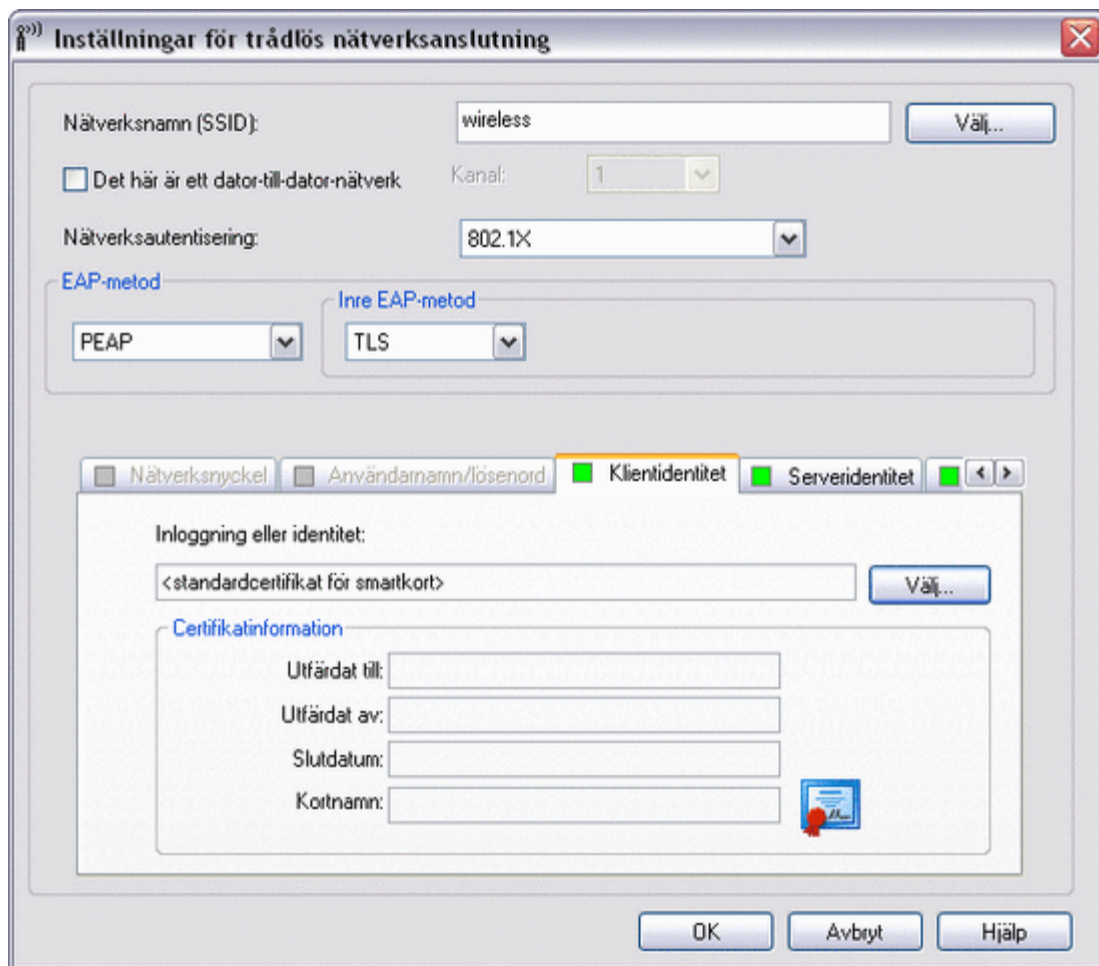 Inställningar för trådlös nätverksanslutning
Nätverksnamn (SSID): wireless Välj...
Det här är ett dator-till-dator-nätverk Kanal: 1
Nätverksautentisering: 802.1X
EAP-metod
Inre EAP-metod
PEAP TLS
Nätverksnyckel Användarnamn/lösenord Klientidentitet Serveridentitet
Inloggning eller identitet:
<standardcertifikat för smartkort> Välj...
Certifikatinformation
Utfärdat till:
Utfärdat av:
Slutdatum:
Kortnamn:
OK Avbryt Hjälp